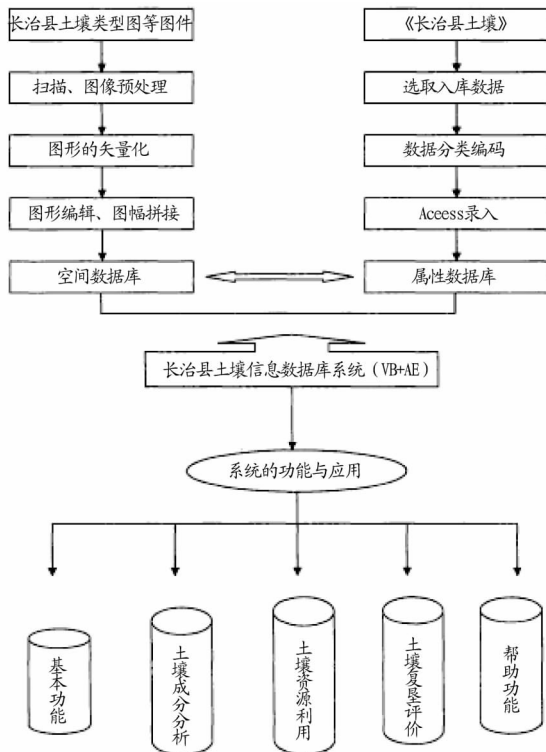 长治县土壤类型图等图件
《长治县土壤》
扫描、图像预处理
选取入库数据
图形的矢量化
数据分类编码
图形编辑、图幅拼接
Aceess录入
空间数据库
属性数据库
长治县土壤信息数据库系统（VB+AE）
系统的功能与应用
基本功能
土壤成分分析
土壤资源利用
土壤复垦评价
帮助功能